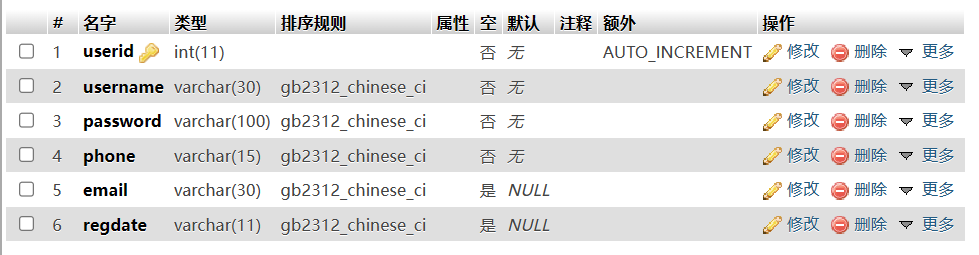 # 名字 类型 排序规则 属性 空 默认 注释 额外 操作
1 userid int(11) 否 无 AUTO_INCREMENT 修改 删除 更多
2 username varchar(30) gb2312_chinese_ci 否 无 修改 删除 更多
3 password varchar(100) gb2312_chinese_ci 否 无 修改 删除 更多
4 phone varchar(15) gb2312_chinese_ci 否 无 修改 删除 更多
5 email varchar(30) gb2312_chinese_ci 是 NULL 修改 删除 更多
6 regdate varchar(11) gb2312_chinese_ci 是 NULL 修改 删除 更多